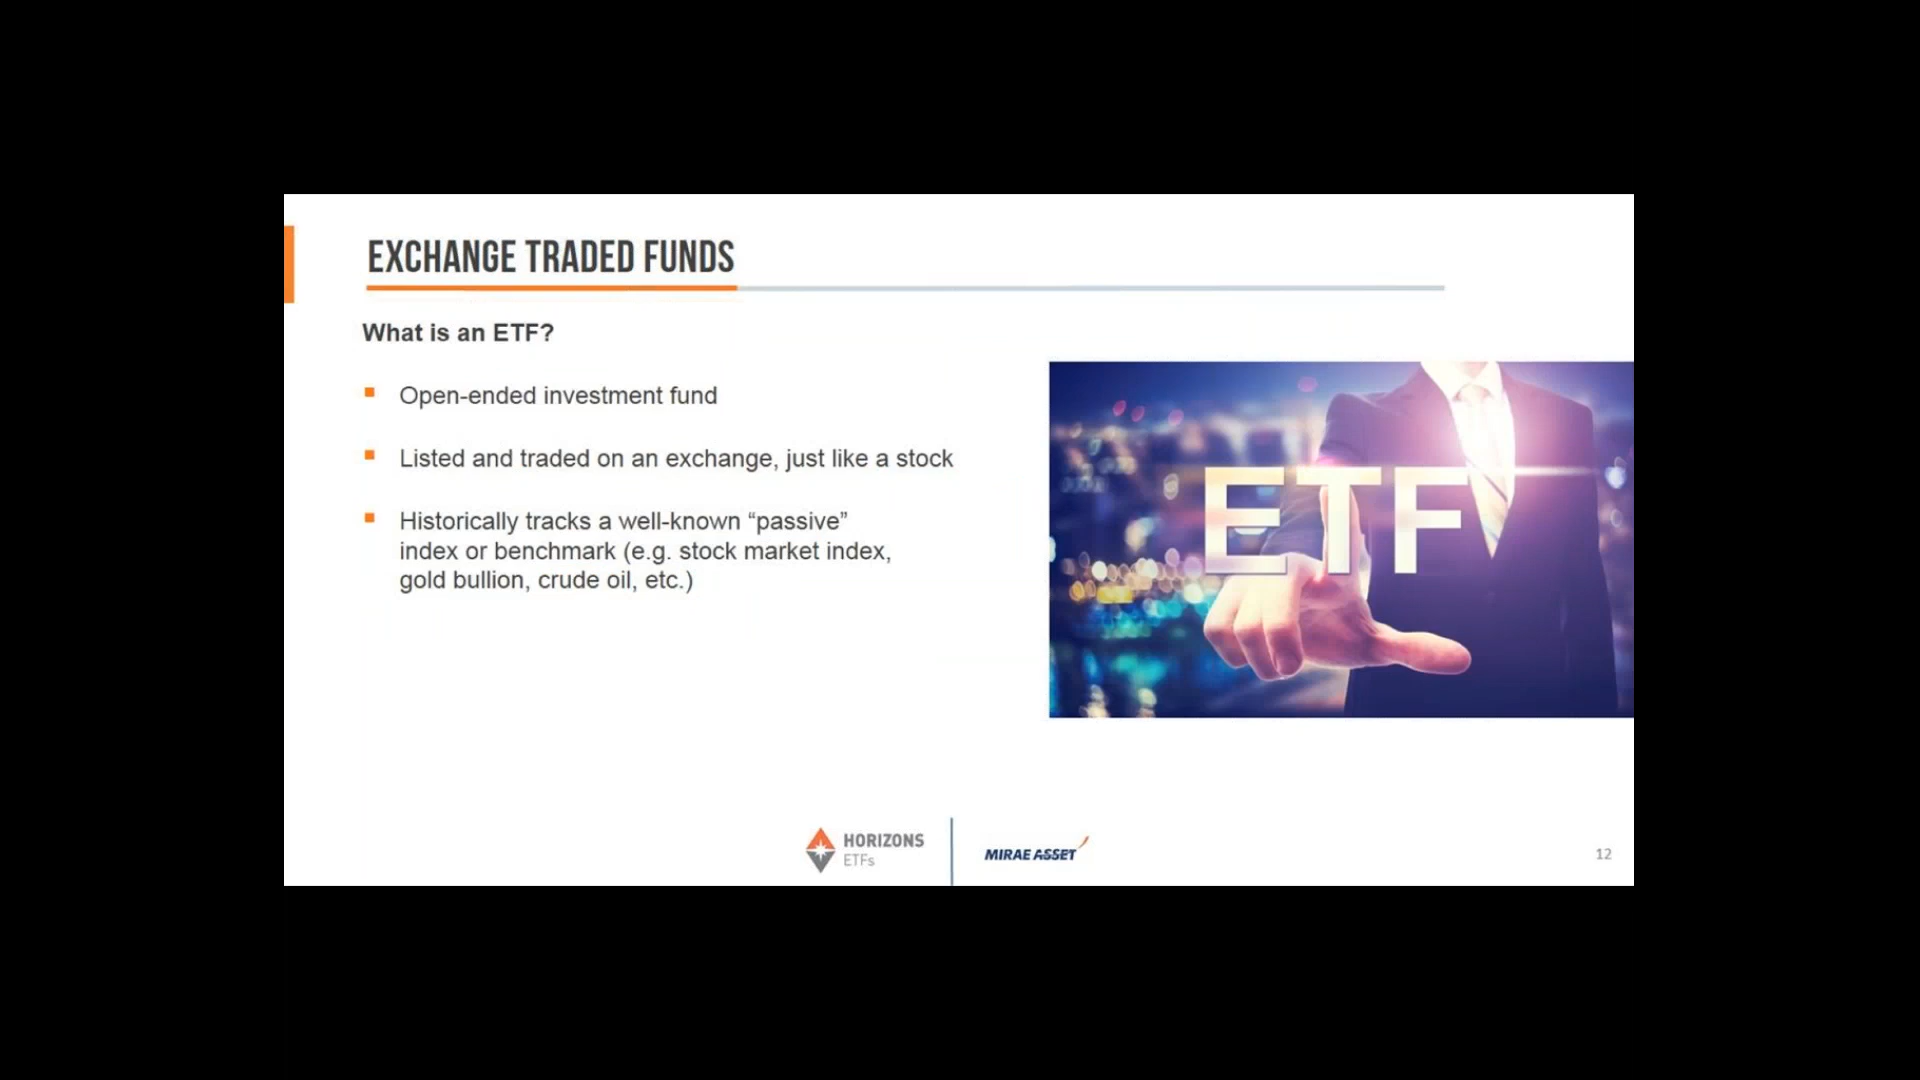 EXCHANGE TRADED FUNDS
What is an ETF?
Open-ended investment fund
Listed and traded on an exchange, just like a stock
Historically tracks a well-known “passive”
index or benchmark (e.g. stock market index,
gold bullion, crude oil, etc.)
ETF
HORIZONS
ETFs
MIRAE ASSET
12